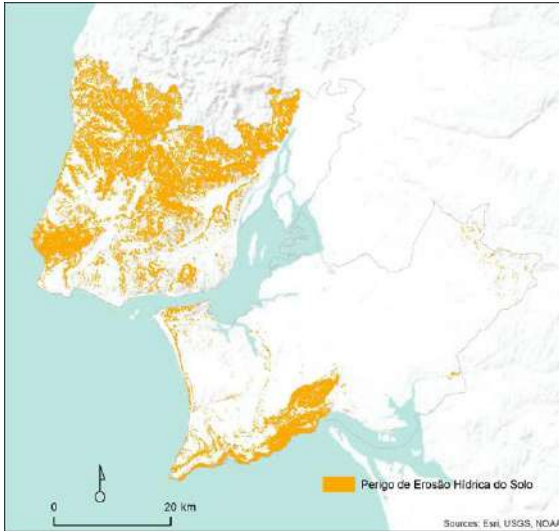 Perigo de Erosão Hídrica do Solo
0 20 km
Sources: Esri, USGS, NOAA